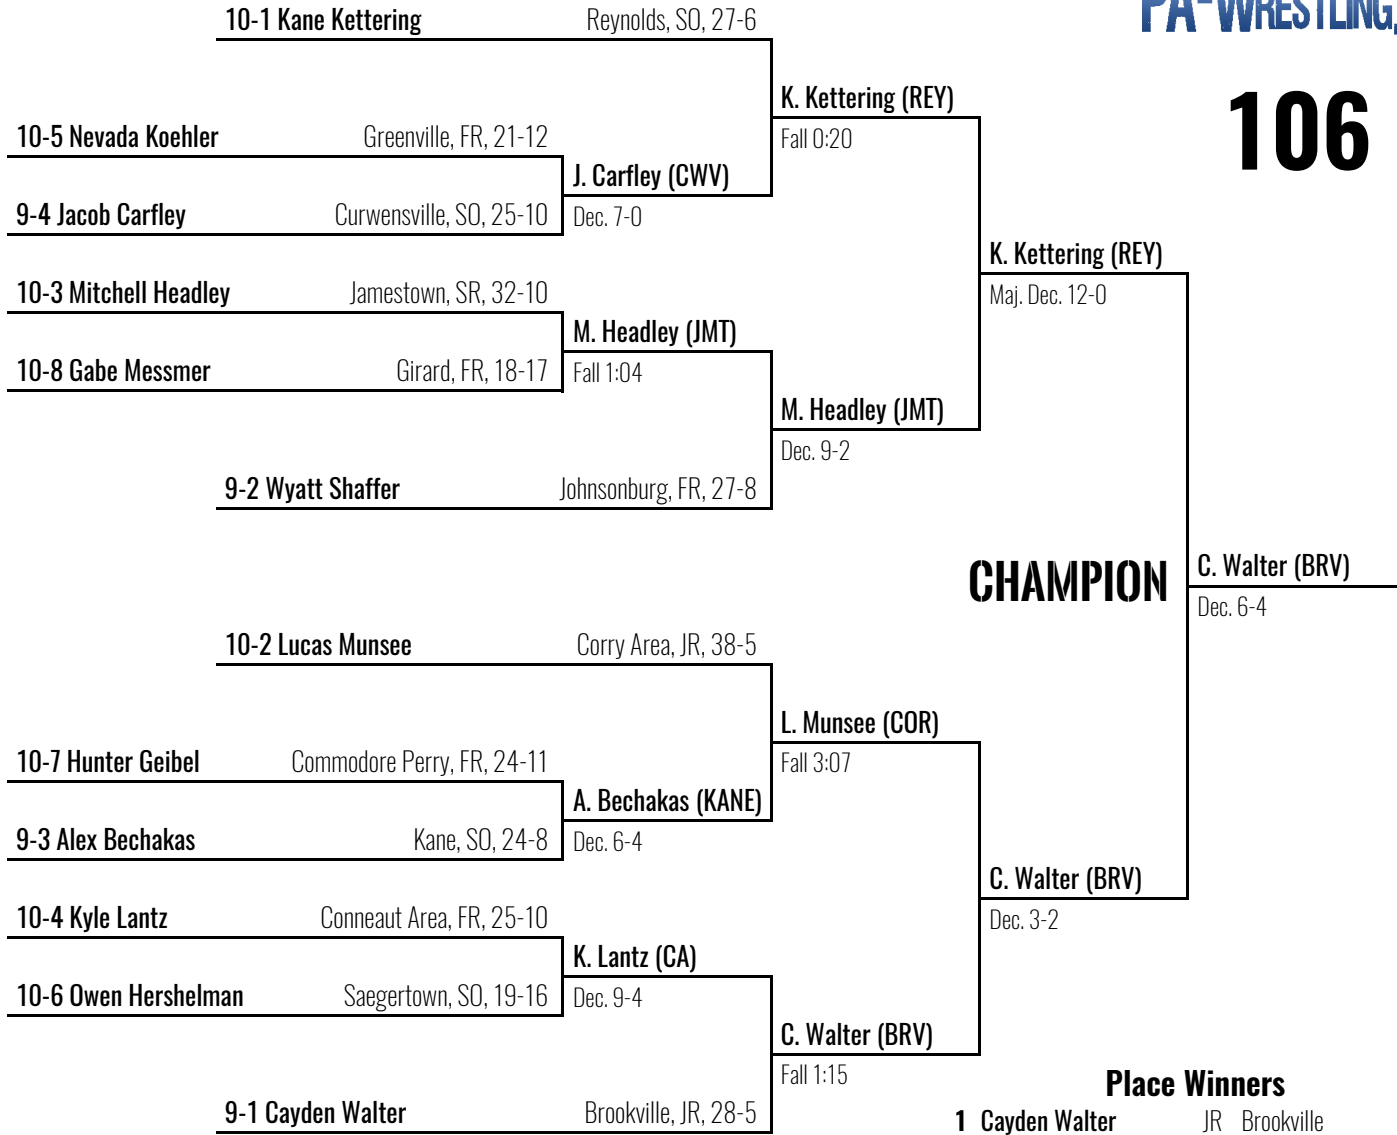 PA-WRESTLING.
106
10-1 Kane Kettering Reynolds, SO, 27-6
K. Kettering (REY)
Fall 0:20
10-5 Nevada Koehler Greenville, FR, 21-12
J. Carfley (CWV)
Dec. 7-0
9-4 Jacob Carfley Curwensville, SO, 25-10
K. Kettering (REY)
Maj. Dec. 12-0
10-3 Mitchell Headley Jamestown, SR, 32-10
M. Headley (JMT)
Fall 1:04
10-8 Gabe Messmer Girard, FR, 18-17
M. Headley (JMT)
Dec. 9-2
9-2 Wyatt Shaffer Johnsonburg, FR, 27-8
CHAMPION
C. Walter (BRV)
Dec. 6-4
10-2 Lucas Munsee Corry Area, JR, 38-5
L. Munsee (COR)
Fall 3:07
10-7 Hunter Geibel Commodore Perry, FR, 24-11
A. Bechakas (KANE)
Dec. 6-4
9-3 Alex Bechakas Kane, SO, 24-8
C. Walter (BRV)
Dec. 3-2
10-4 Kyle Lantz Conneaut Area, FR, 25-10
K. Lantz (CA)
Dec. 9-4
10-6 Owen Hershelman Saegertown, SO, 19-16
C. Walter (BRV)
Fall 1:15
9-1 Cayden Walter Brookville, JR, 28-5
Place Winners
1 Cayden Walter JR Brookville